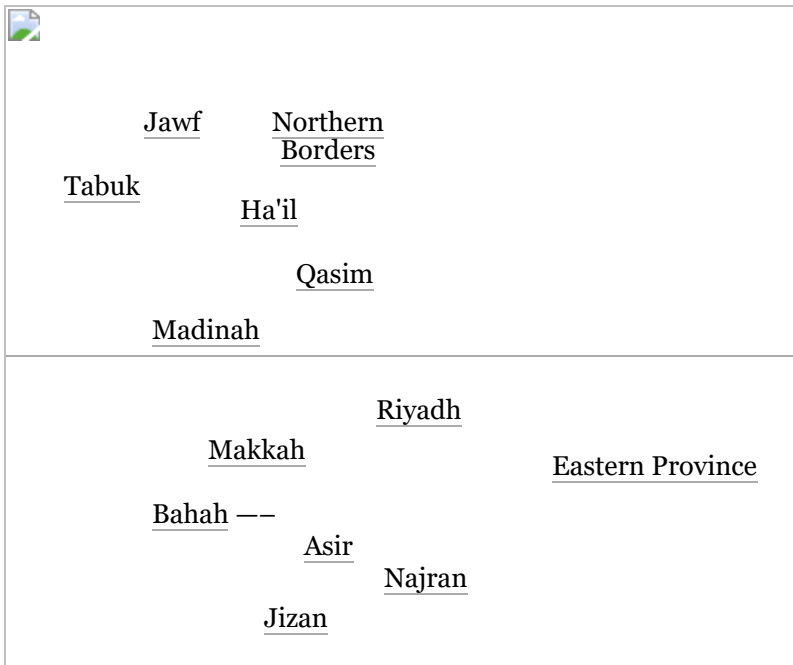 Jawf Northern
Borders
Tabuk
Ha'il
Qasim
Madinah
Riyadh
Makkah
Eastern Province
Bahah —–
Asir
Najran
Jizan